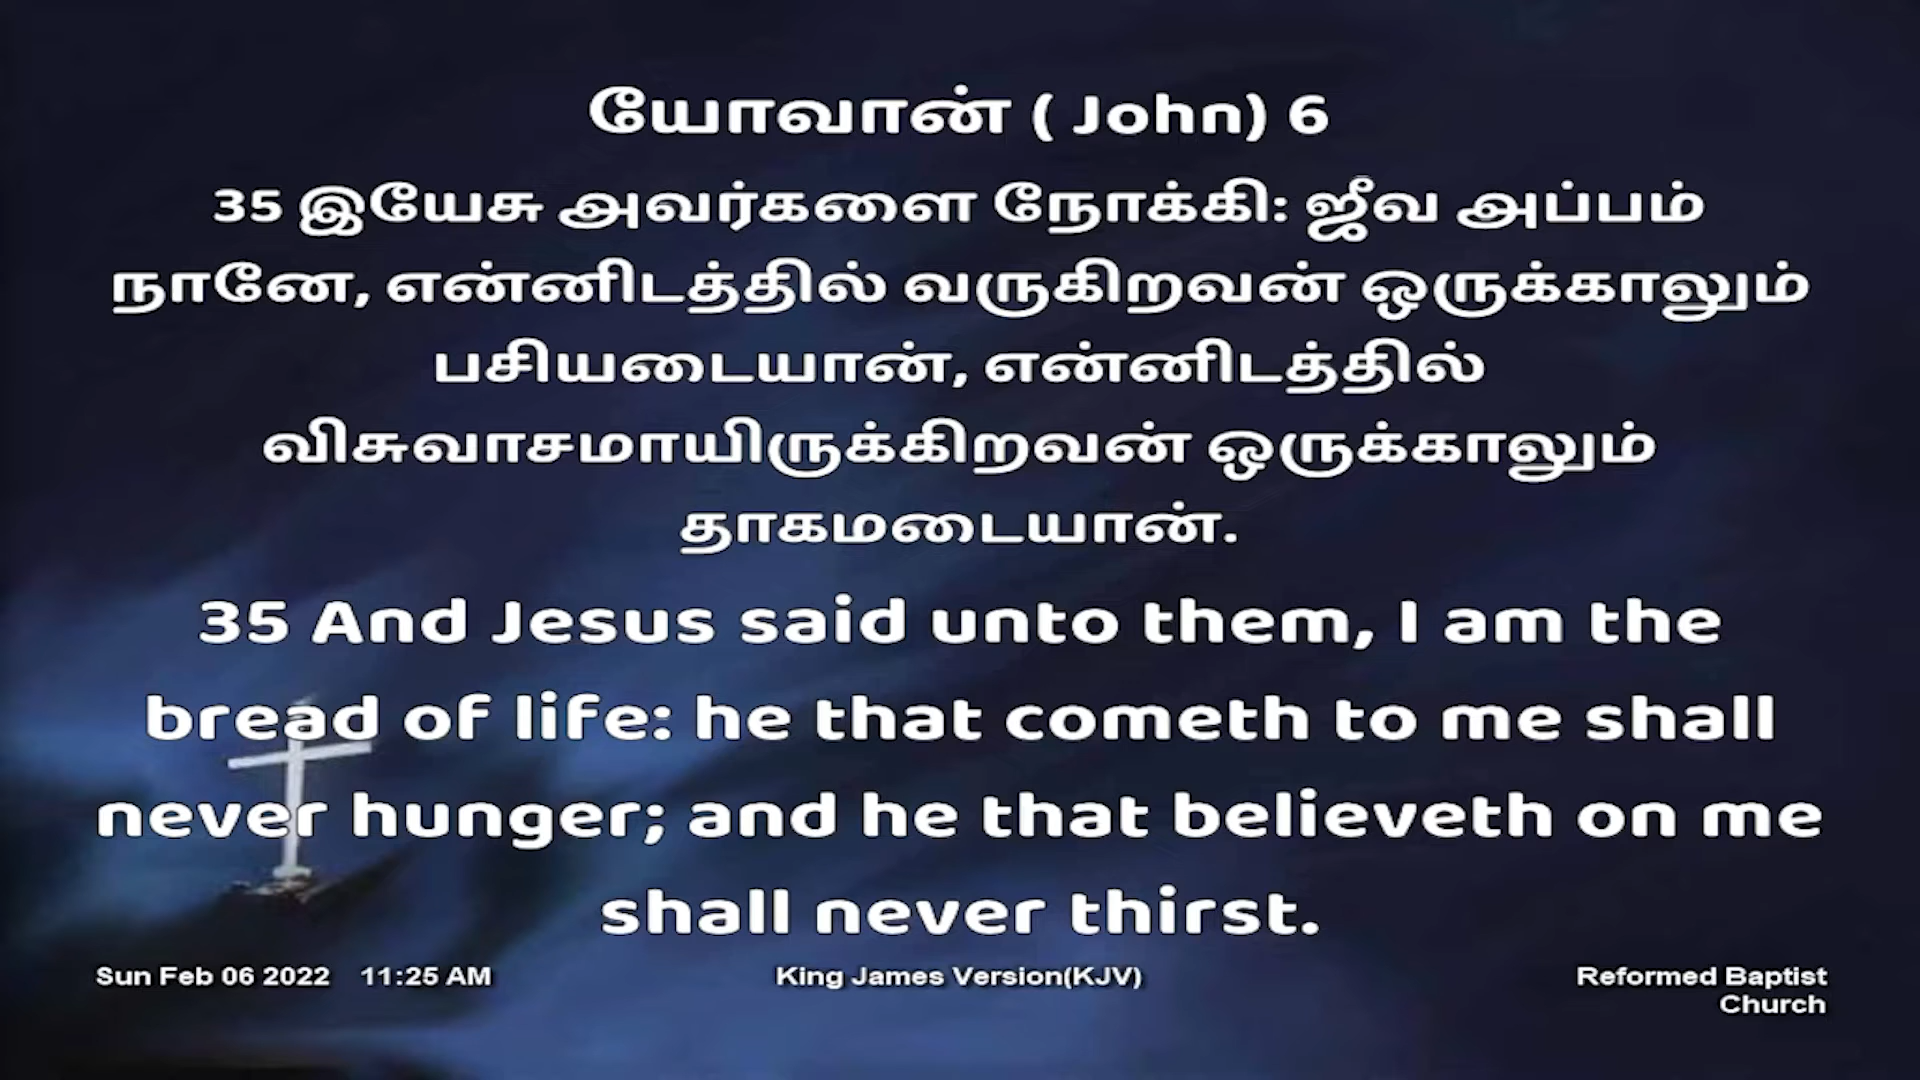 யோவான் ( John) 6
35 இயேசு அவர்களை நோக்கி: ஜீவ அப்பம்
நானே, என்னிடத்தில் வருகிறவன் ஒருக்காலும்
பசியடையான், என்னிடத்தில்
விசுவாசமாயிருக்கிறவன் ஒருக்காலும்
தாகமடையான்.
35 And Jesus said unto them, I am the
bread of life: he that cometh to me shall
never hunger; and he that believeth on me
shall never thirst.
Sun Feb 06 2022 11:25 AM
King James Version(KJV)
Reformed Baptist
Church